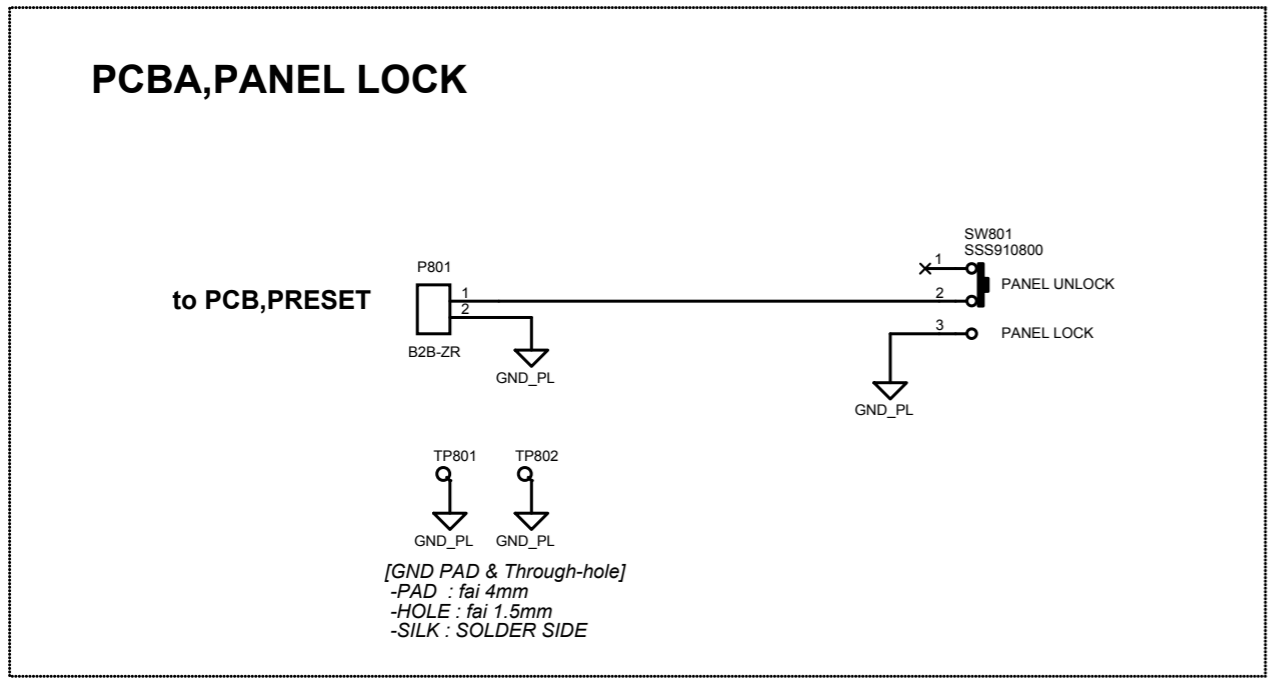 PCBA,PANEL LOCK
SW801
SSS910800
P801
1
to PCB,PRESET
1
2
PANEL UNLOCK
2
3
PANEL LOCK
B2B-ZR
GND_PL
GND_PL
TP801
TP802
GND_PL
GND_PL
[GND PAD & Through-hole]
-PAD : fai 4mm
-HOLE : fai 1.5mm
-SILK : SOLDER SIDE